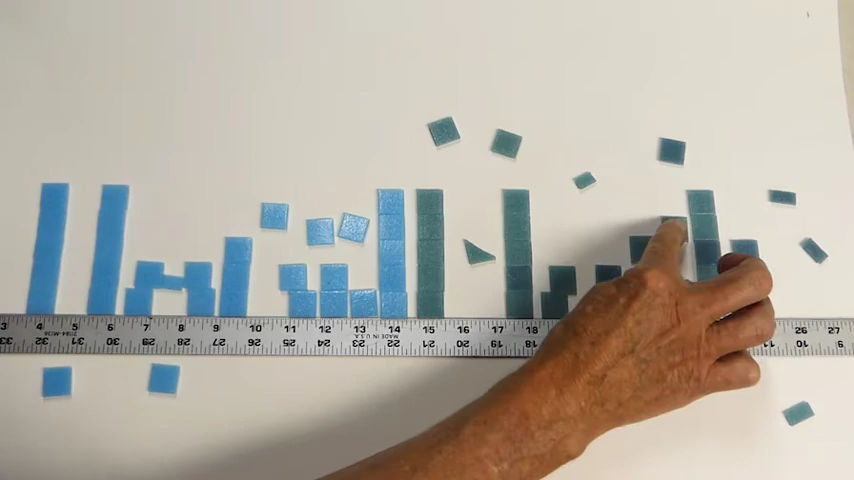 3 4 5 6 7 8 9 10 11 12 13 14 15 16 17 18 26 27
33 32 31 30 29 28 27 26 25 24 23 MADE IN U.S.A. 22 21 20 19 18 11 10 9